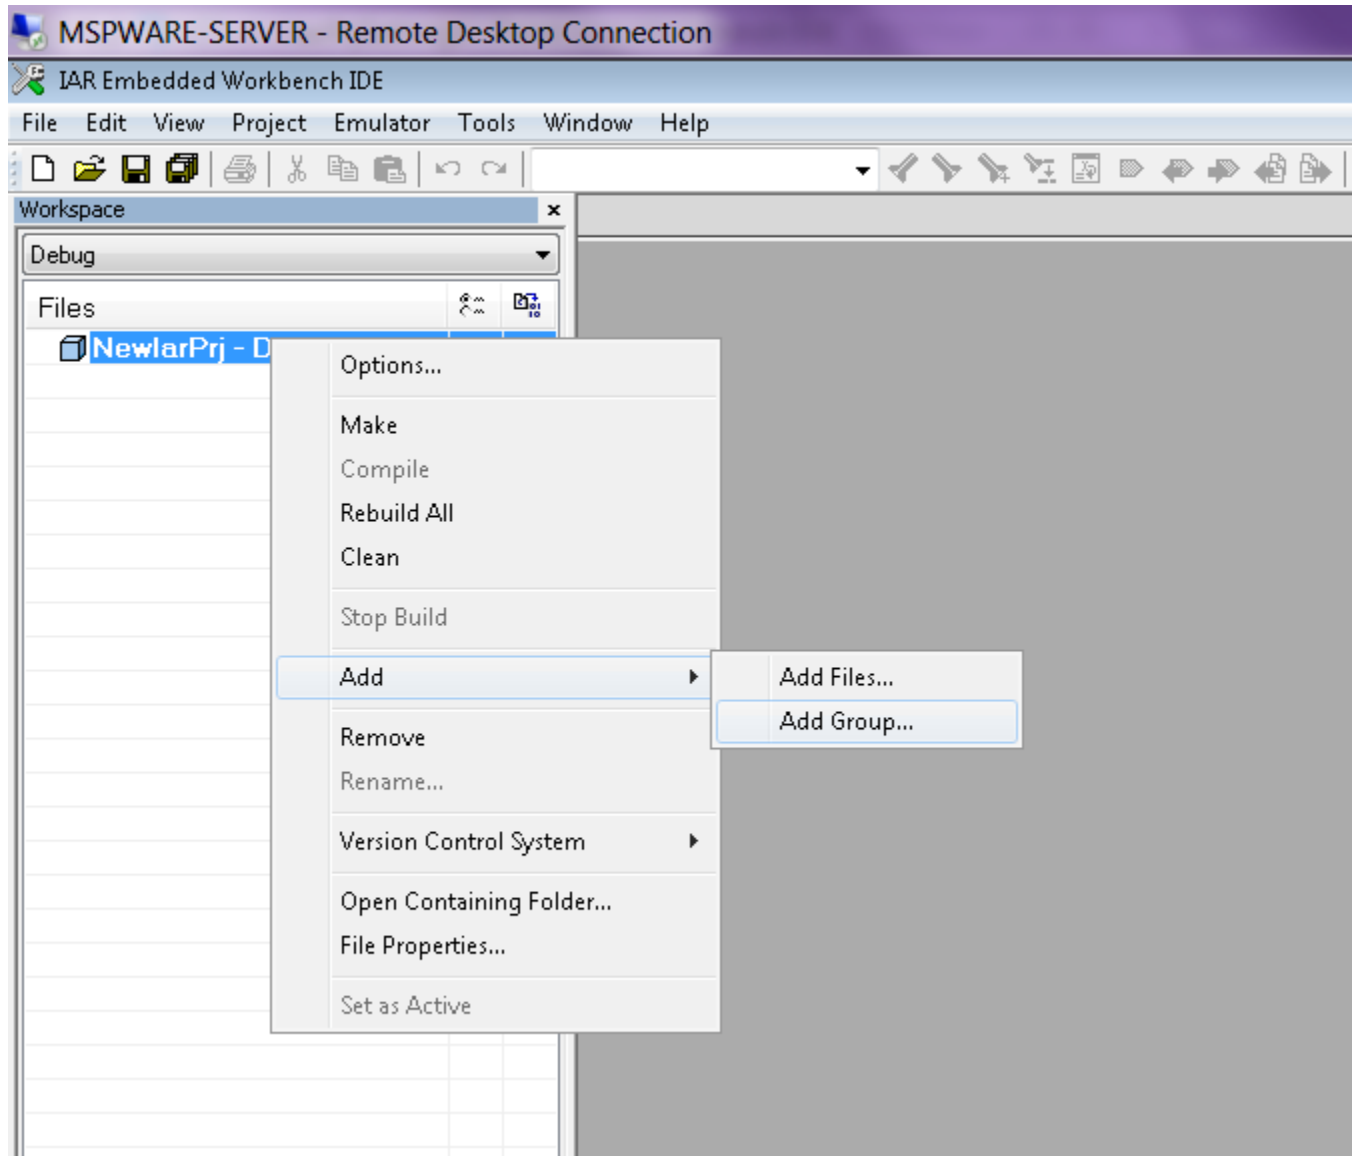 MSPWARE-SERVER - Remote Desktop Connection
IAR Embedded Workbench IDE
File Edit View Project Emulator Tools Window Help
Workspace
Debug
Files
NewIarPrj - D
Options...
Make
Compile
Rebuild All
Clean
Stop Build
Add
Add Files...
Add Group...
Remove
Rename...
Version Control System
Open Containing Folder...
File Properties...
Set as Active